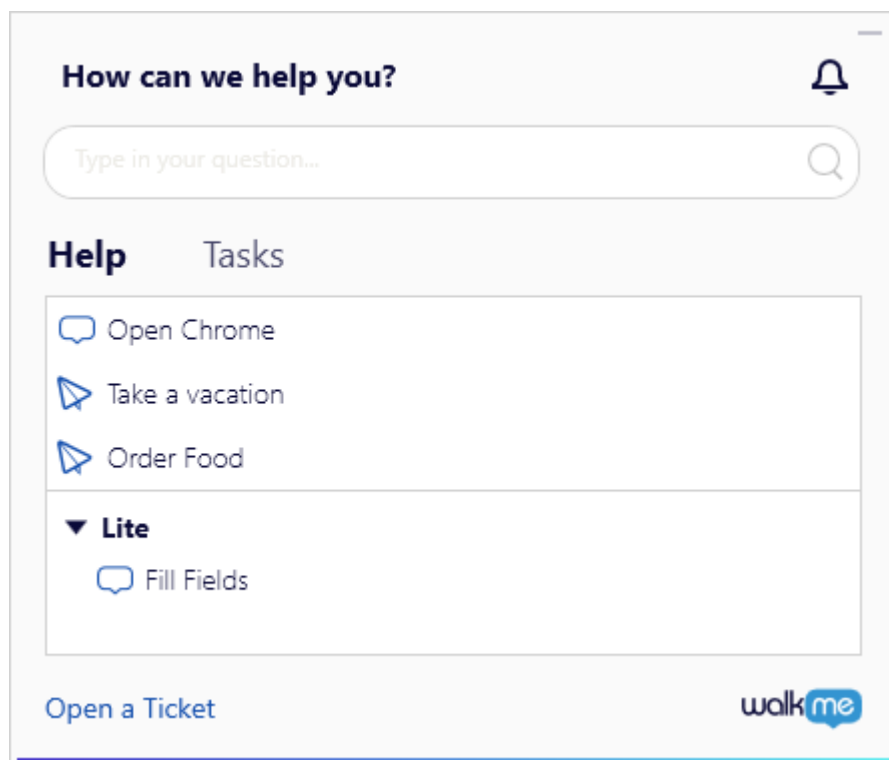 How can we help you?
Type in your question...
Help Tasks
Open Chrome
Take a vacation
Order Food
Lite
Fill Fields
Open a Ticket walkme